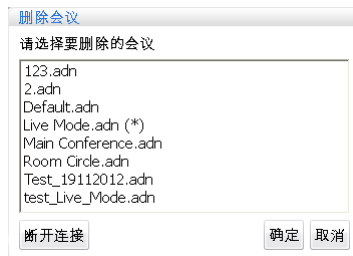 删除会议
请选择要删除的会议
123.adn
2.adn
Default.adn
Live Mode.adn (*)
Main Conference.adn
Room Circle.adn
Test_19112012.adn
test_Live_Mode.adn
断开连接 确定 取消